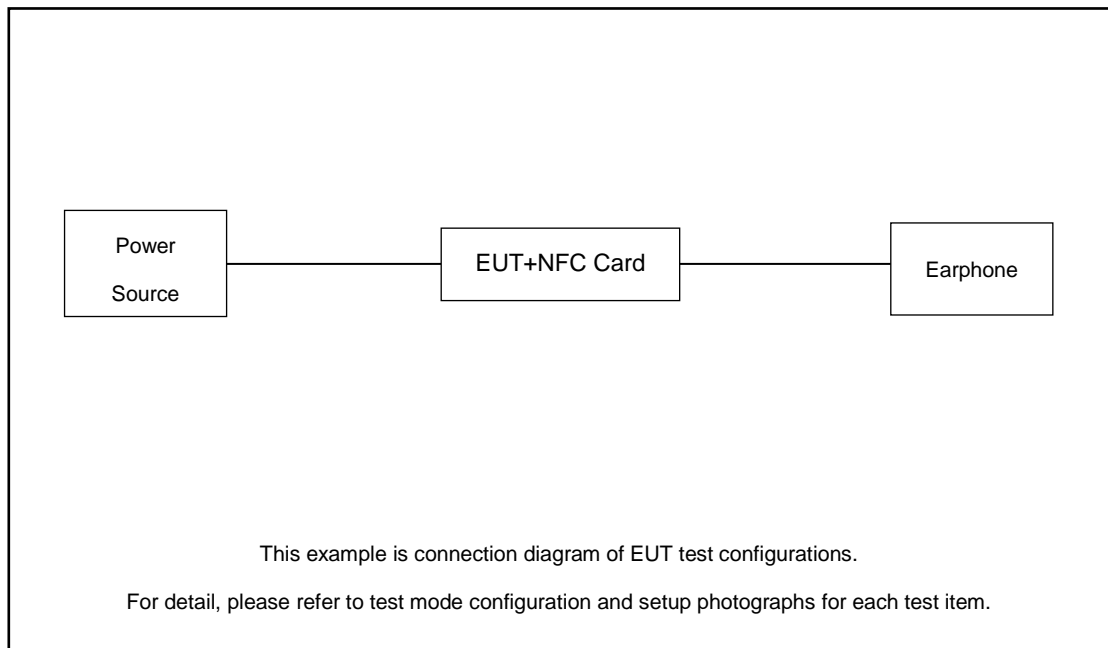 Power
Source
EUT+NFC Card
Earphone
This example is connection diagram of EUT test configurations.
For detail, please refer to test mode configuration and setup photographs for each test item.